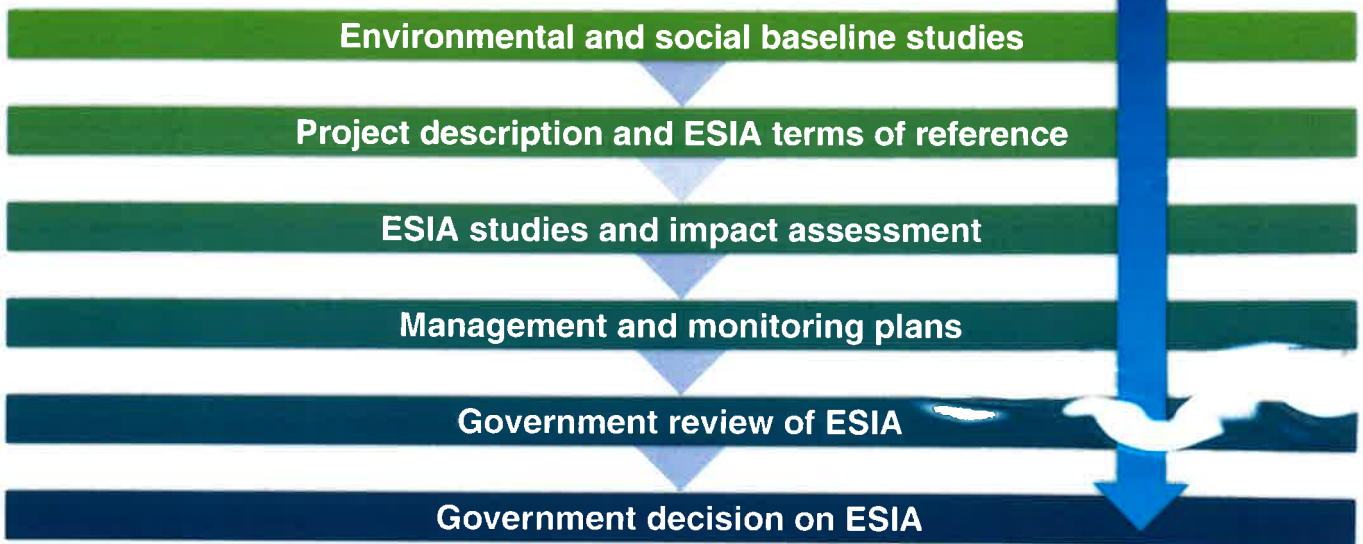 Environmental and social baseline studies
Project description and ESIA terms of reference
ESIA studies and impact assessment
Management and monitoring plans
Government review of ESIA
Government decision on ESIA